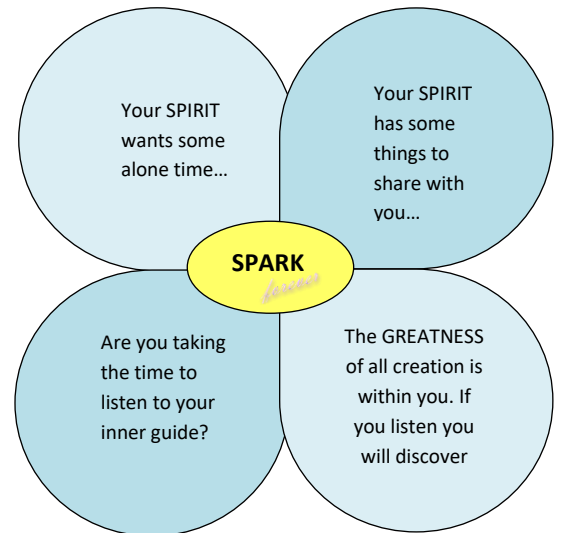 Your SPIRIT
wants some
alone time…
Your SPIRIT
has some
things to
share with
you…
SPARK
forever
Are you taking
the time to
listen to your
inner guide?
The GREATNESS
of all creation is
within you. If
you listen you
will discover